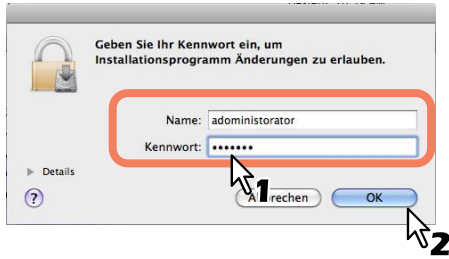 Geben Sie Ihr Kennwort ein, um
Installationsprogramm Änderungen zu erlauben.
Name: adoministorator
Kennwort: •••••••
Details
?
1
OK
2